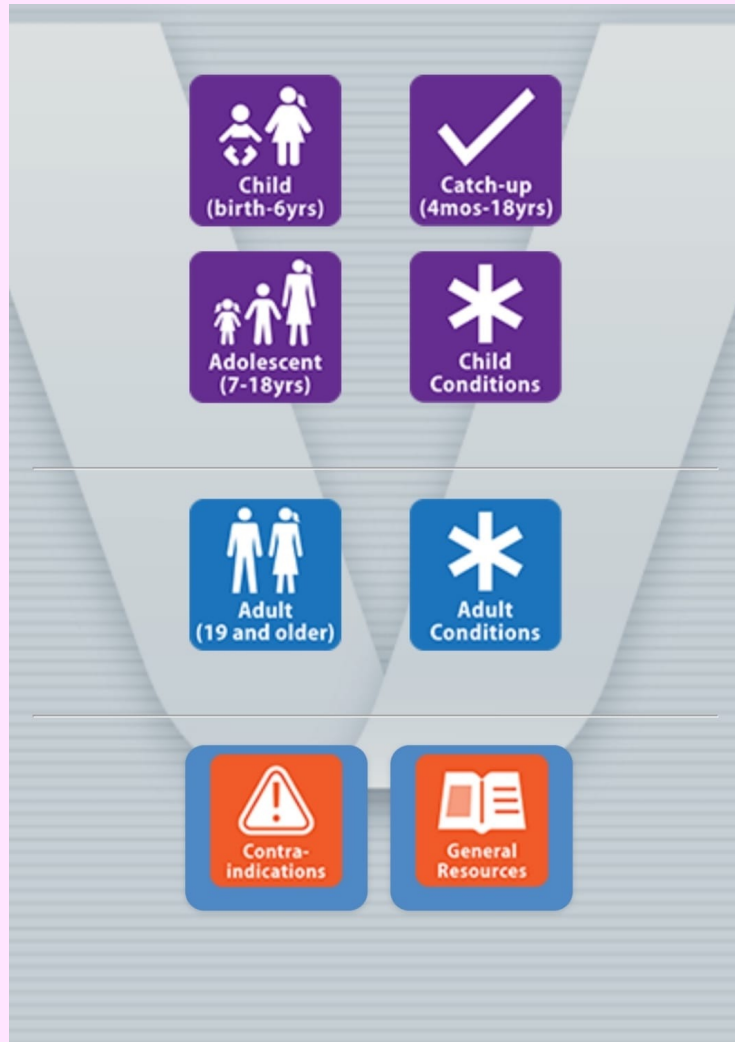 Child
(birth-6yrs)
Catch-up
(4mos-18yrs)
Adolescent
(7-18yrs)
Child
Conditions
Adult
(19 and older)
Adult
Conditions
Contra-
indications
General
Resources